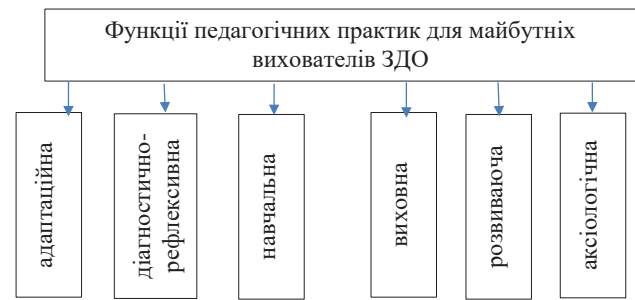 Функції педагогічних практик для майбутніх
вихователів ЗДО
адаптаційна
діагностично-
рефлексивна
навчальна
виховна
розвиваюча
аксіологічна